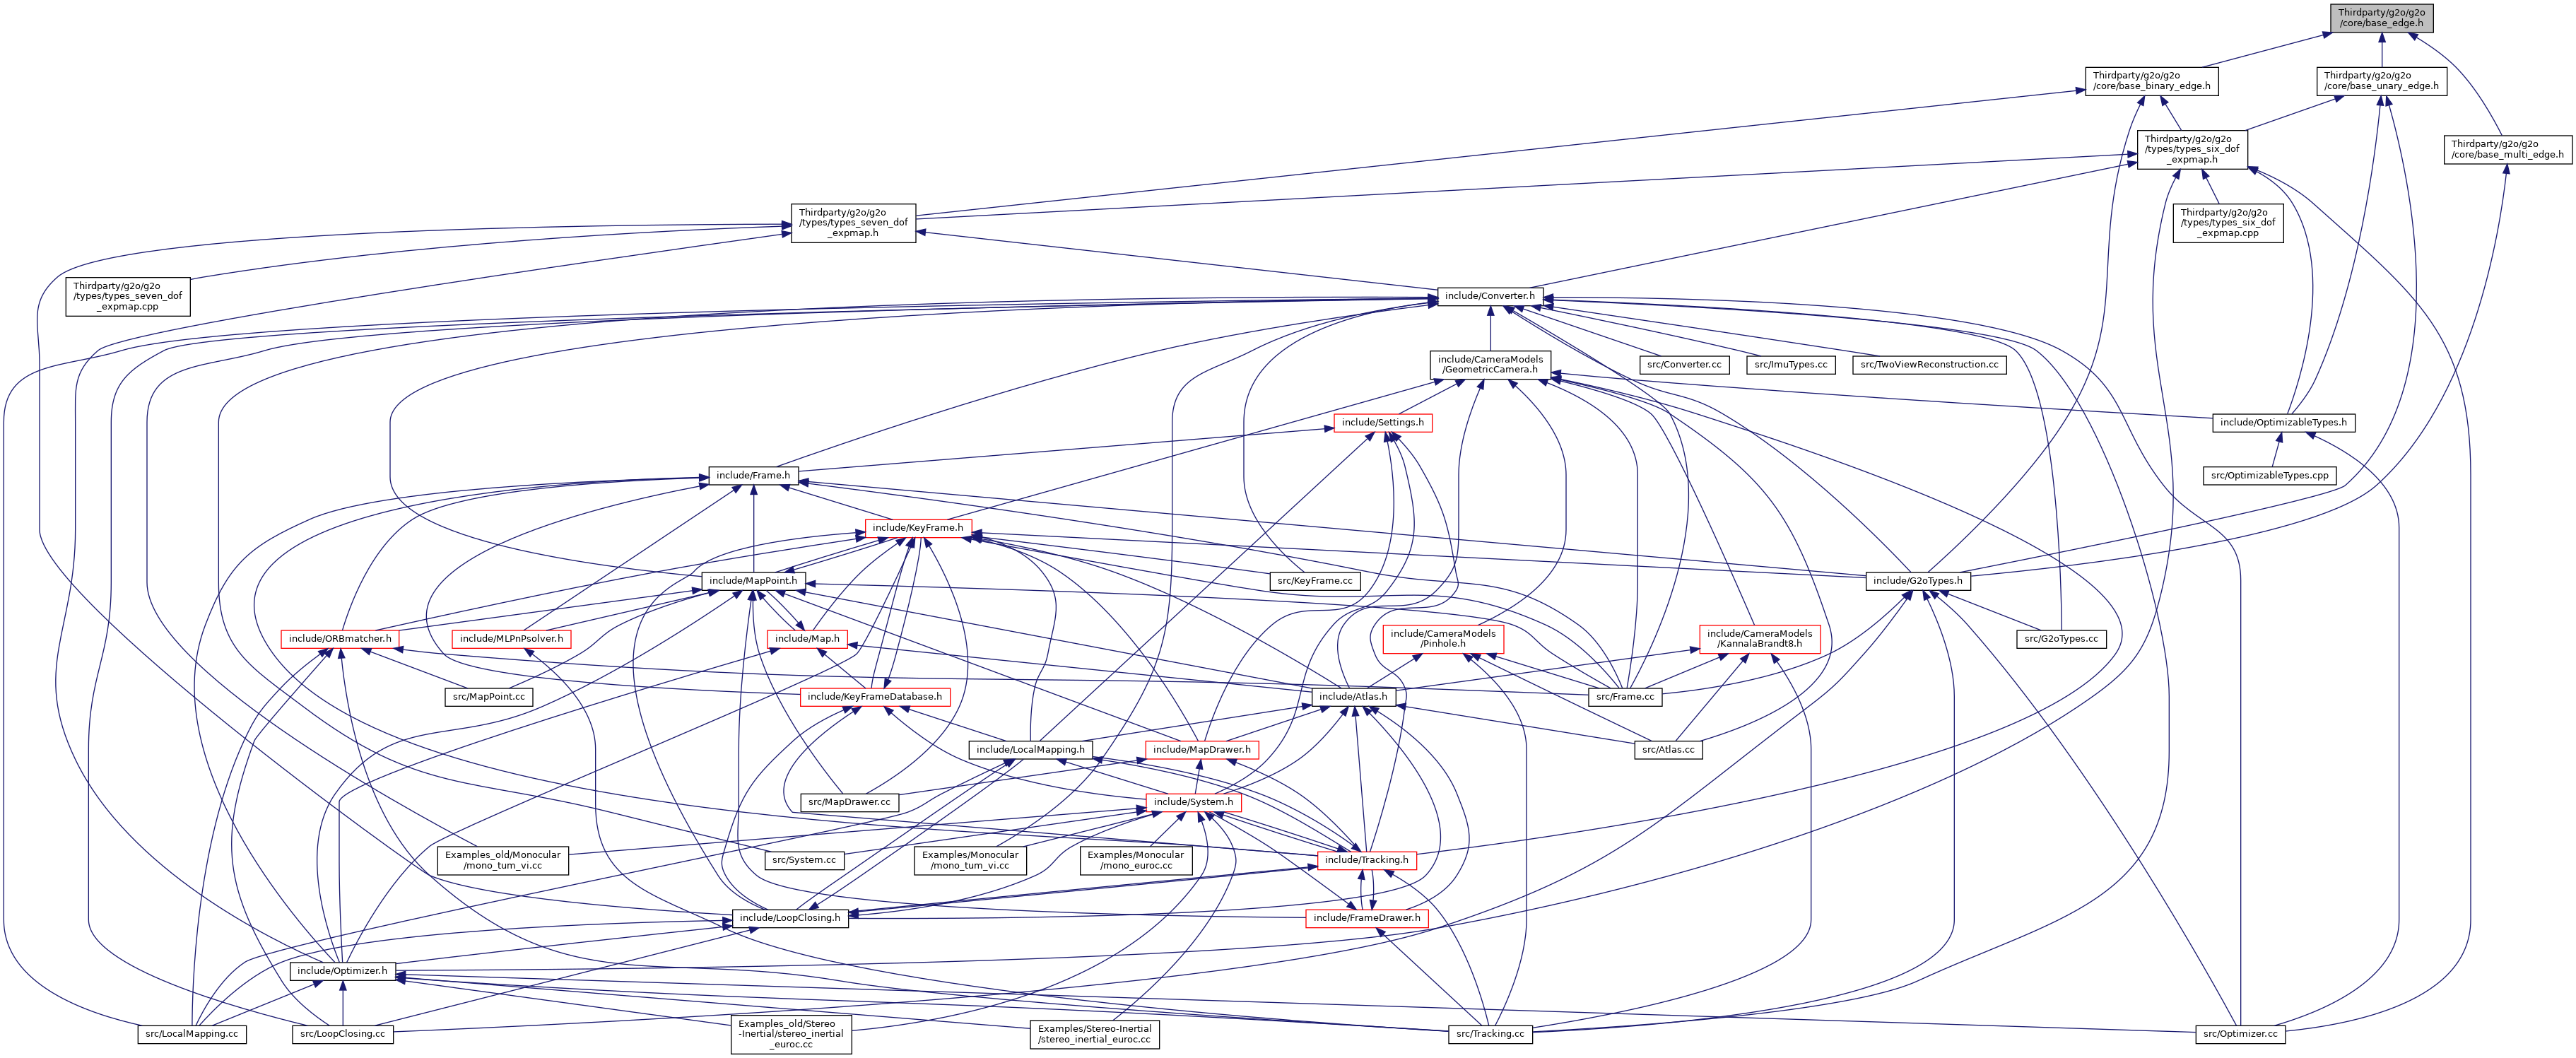 Thirdparty/g2o/g2o
/core/base_edge.h
Thirdparty/g2o/g2o
/core/base_binary_edge.h
Thirdparty/g2o/g2o
/core/base_unary_edge.h
Thirdparty/g2o/g2o
/types/types_six_dof
_expmap.h
Thirdparty/g2o/g2o
/core/base_multi_edge.h
Thirdparty/g2o/g2o
/types/types_seven_dof
_expmap.h
Thirdparty/g2o/g2o
/types/types_six_dof
_expmap.cpp
Thirdparty/g2o/g2o
/types/types_seven_dof
_expmap.cpp
include/Converter.h
include/CameraModels
/GeometricCamera.h
src/Converter.cc
src/ImuTypes.cc
src/TwoViewReconstruction.cc
include/Settings.h
include/OptimizableTypes.h
include/Frame.h
src/OptimizableTypes.cpp
include/KeyFrame.h
include/MapPoint.h
src/KeyFrame.cc
include/G2oTypes.h
include/ORBmatcher.h
include/MLPnPsolver.h
include/Map.h
include/CameraModels
/Pinhole.h
include/CameraModels
/KannalaBrandt8.h
src/G2oTypes.cc
src/MapPoint.cc
include/KeyFrameDatabase.h
include/Atlas.h
src/Frame.cc
include/LocalMapping.h
include/MapDrawer.h
src/Atlas.cc
src/MapDrawer.cc
include/System.h
Examples_old/Monocular
/mono_tum_vi.cc
src/System.cc
Examples/Monocular
/mono_tum_vi.cc
Examples/Monocular
/mono_euroc.cc
include/Tracking.h
include/LoopClosing.h
include/FrameDrawer.h
include/Optimizer.h
src/LocalMapping.cc
src/LoopClosing.cc
Examples_old/Stereo
-Inertial/stereo_inertial
_euroc.cc
Examples/Stereo-Inertial
/stereo_inertial_euroc.cc
src/Tracking.cc
src/Optimizer.cc